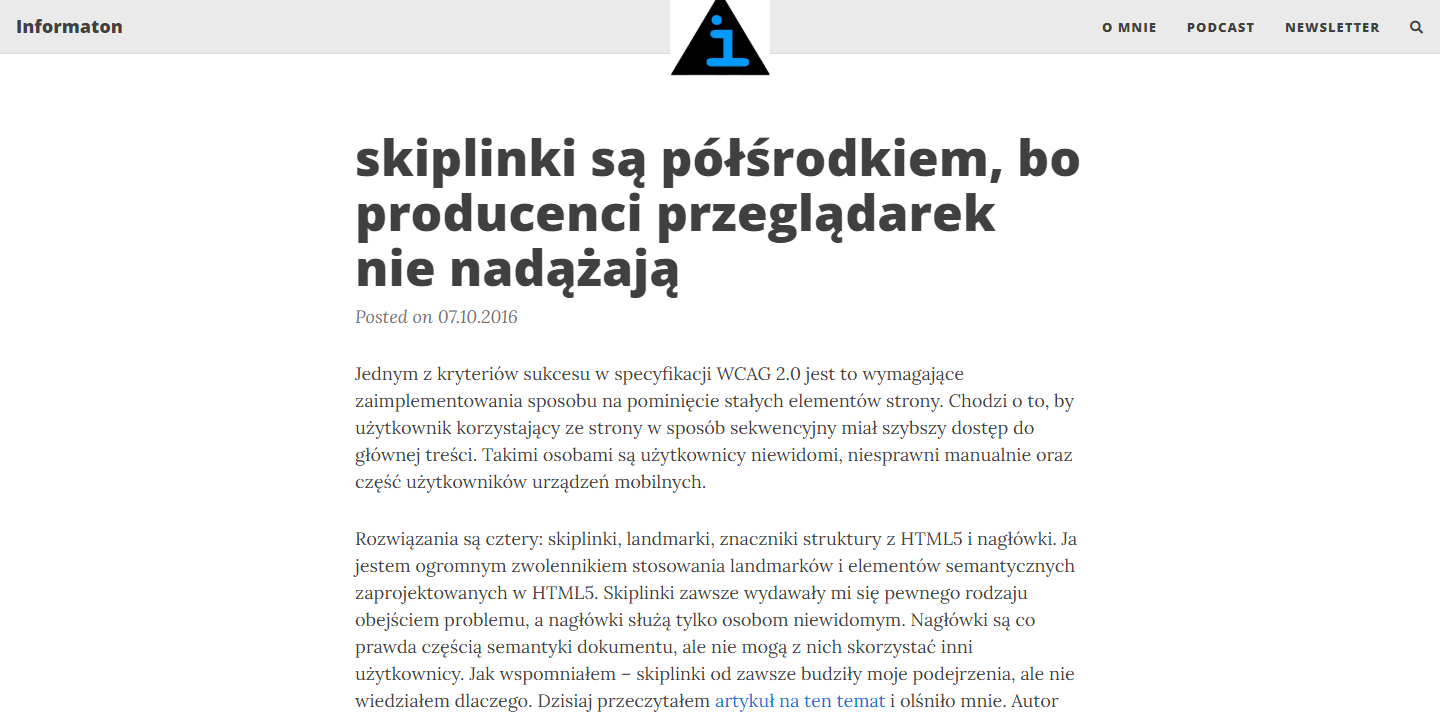 Informaton
i
O MNIE
PODCAST
NEWSLETTER
skiplinki są półśrodkiem, bo
producenci przeglądarek
nie nadążają
Posted on 07.10.2016
Jednym z kryteriów sukcesu w specyfikacji WCAG 2.0 jest to wymagające
zaimplementowania sposobu na pominięcie stałych elementów strony. Chodzi o to, by
użytkownik korzystający ze strony w sposób sekwencyjny miał szybszy dostęp do
głównej treści. Takimi osobami są użytkownicy niewidomi, niesprawni manualnie oraz
część użytkowników urządzeń mobilnych.
Rozwiązania są cztery: skiplinki, landmarki, znaczniki struktury z HTML5 i nagłówki. Ja
jestem ogromnym zwolennikiem stosowania landmarków i elementów semantycznych
zaprojektowanych w HTML5. Skiplinki zawsze wydawały mi się pewnego rodzaju
obejściem problemu, a nagłówki służą tylko osobom niewidomym. Nagłówki są co
prawda częścią semantyki dokumentu, ale nie mogą z nich skorzystać inni
użytkownicy. Jak wspomniałem – skiplinki od zawsze budziły moje podejrzenia, ale nie
wiedziałem dlaczego. Dzisiaj przeczytałem artykuł na ten temat i olśniło mnie. Autor